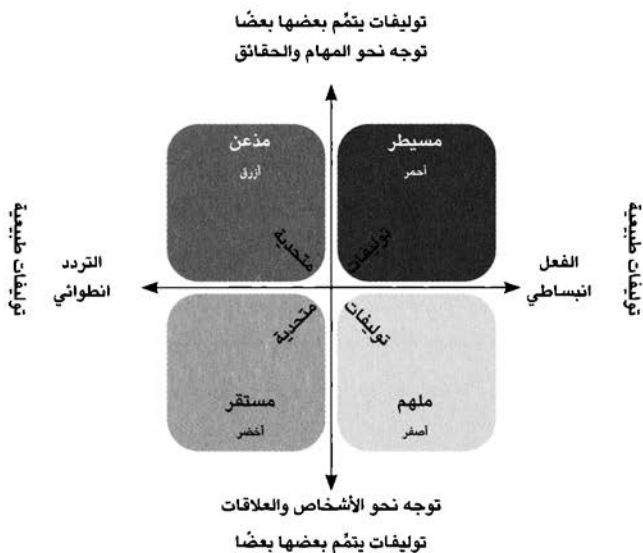 توليفات يتمِّم بعضها بعضًا
توجه نحو المهام والحقائق
مسيطر
أحمر
مذعن
أزرق
توليفات
متحدية
توليفات طبيعية
الفعل
انبساطي
التردد
انطوائي
توليفات طبيعية
توليفات
متحدية
ملهم
أصفر
مستقر
أخضر
توجه نحو الأشخاص والعلاقات
توليفات يتمِّم بعضها بعضًا